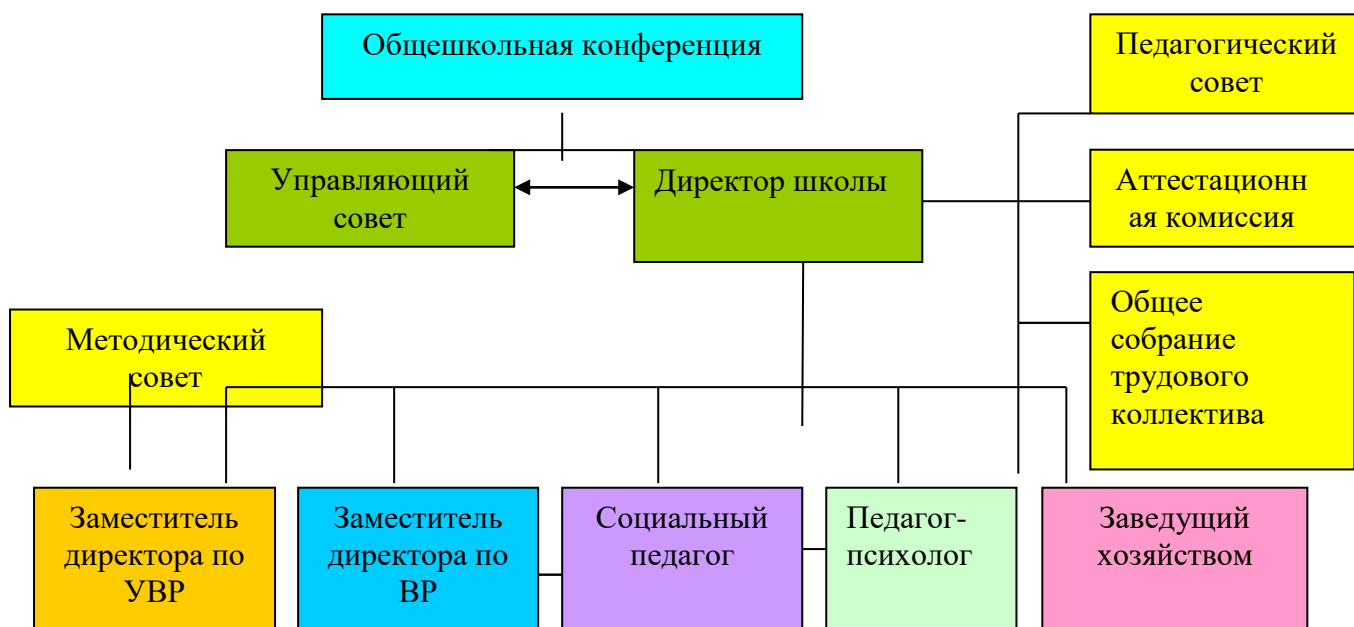 Общешкольная конференция
Педагогический
совет
Управляющий
совет
Директор школы
Аттестационн
ая комиссия
Общее
собрание
трудового
коллектива
Методический
совет
Заместитель
директора по
УВР
Заместитель
директора по
ВР
Социальный
педагог
Педагог-
психолог
Заведущий
хозяйством